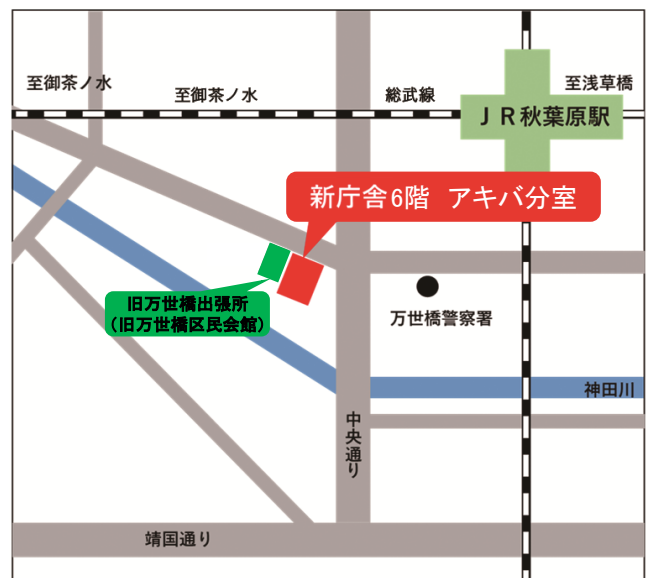 至御茶ノ水
至御茶ノ水
総武線
至浅草橋
JR秋葉原駅
新庁舎6階 アキバ分室
旧万世橋出張所
(旧万世橋区民会館)
万世橋警察署
神田川
中央通り
靖国通り